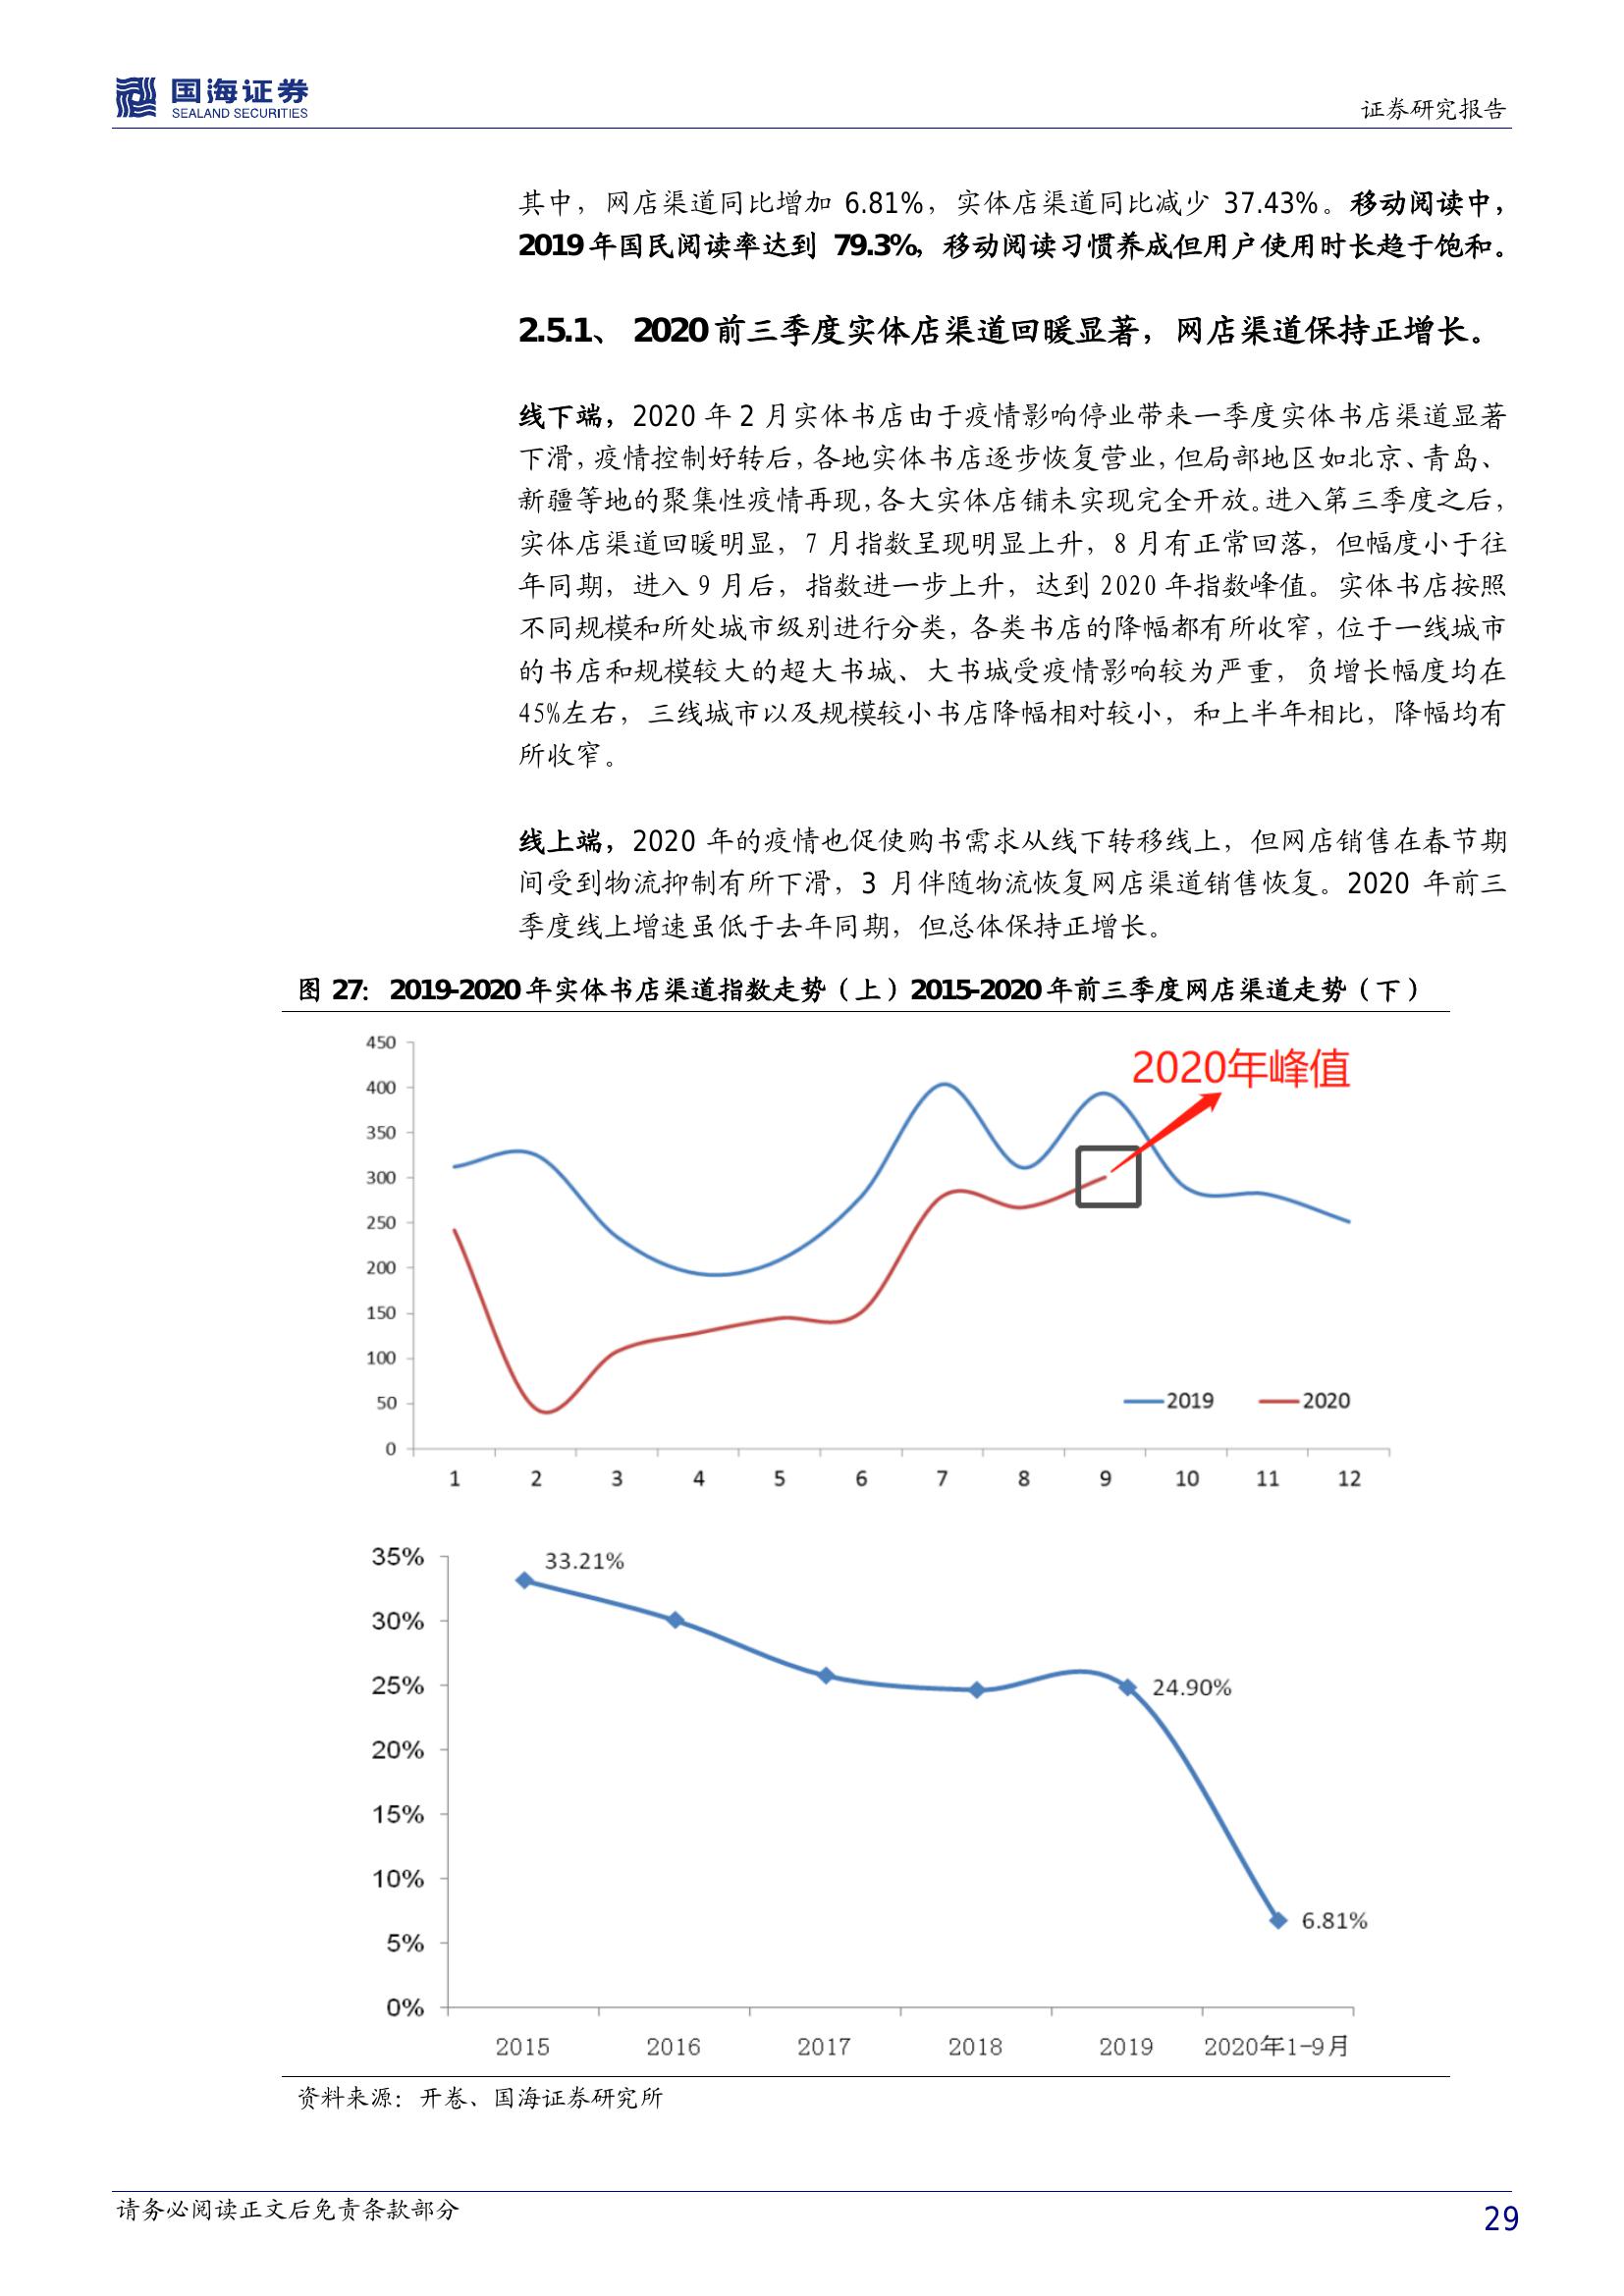 国海证券
SEALAND SECURITIES
证券研究报告
其中，网店渠道同比增加 6.81%，实体店渠道同比减少 37.43%。移动阅读中，
2019 年国民阅读率达到 79.3%，移动阅读习惯养成但用户使用时长趋于饱和。
2.5.1、 2020 前三季度实体店渠道回暖显著，网店渠道保持正增长。
线下端，2020 年 2 月实体书店由于疫情影响停业带来一季度实体书店渠道显著
下滑，疫情控制好转后，各地实体书店逐步恢复营业，但局部地区如北京、青岛、
新疆等地的聚集性疫情再现，各大实体店铺未实现完全开放。进入第三季度之后，
实体店渠道回暖明显，7 月指数呈现明显上升，8 月有正常回落，但幅度小于往
年同期，进入 9 月后，指数进一步上升，达到 2020 年指数峰值。实体书店按照
不同规模和所处城市级别进行分类，各类书店的降幅都有所收窄，位于一线城市
的书店和规模较大的超大书城、大书城受疫情影响较为严重，负增长幅度均在
45%左右，三线城市以及规模较小书店降幅相对较小，和上半年相比，降幅均有
所收窄。
线上端，2020 年的疫情也促使购书需求从线下转移线上，但网店销售在春节期
间受到物流抑制有所下滑，3 月伴随物流恢复网店渠道销售恢复。2020 年前三
季度线上增速虽低于去年同期，但总体保持正增长。
图 27： 2019-2020 年实体书店渠道指数走势（上）2015-2020 年前三季度网店渠道走势（下）
450
2020年峰值
400
350
300
250
200
150
100
50
2019 2020
0
1 2 3 4 5 6 7 8 9 10 11 12
35%
33.21%
30%
25%
24.90%
20%
15%
10%
6.81%
5%
0%
2015 2016 2017 2018 2019 2020年1-9月
资料来源：开卷、国海证券研究所
请务必阅读正文后免责条款部分
29